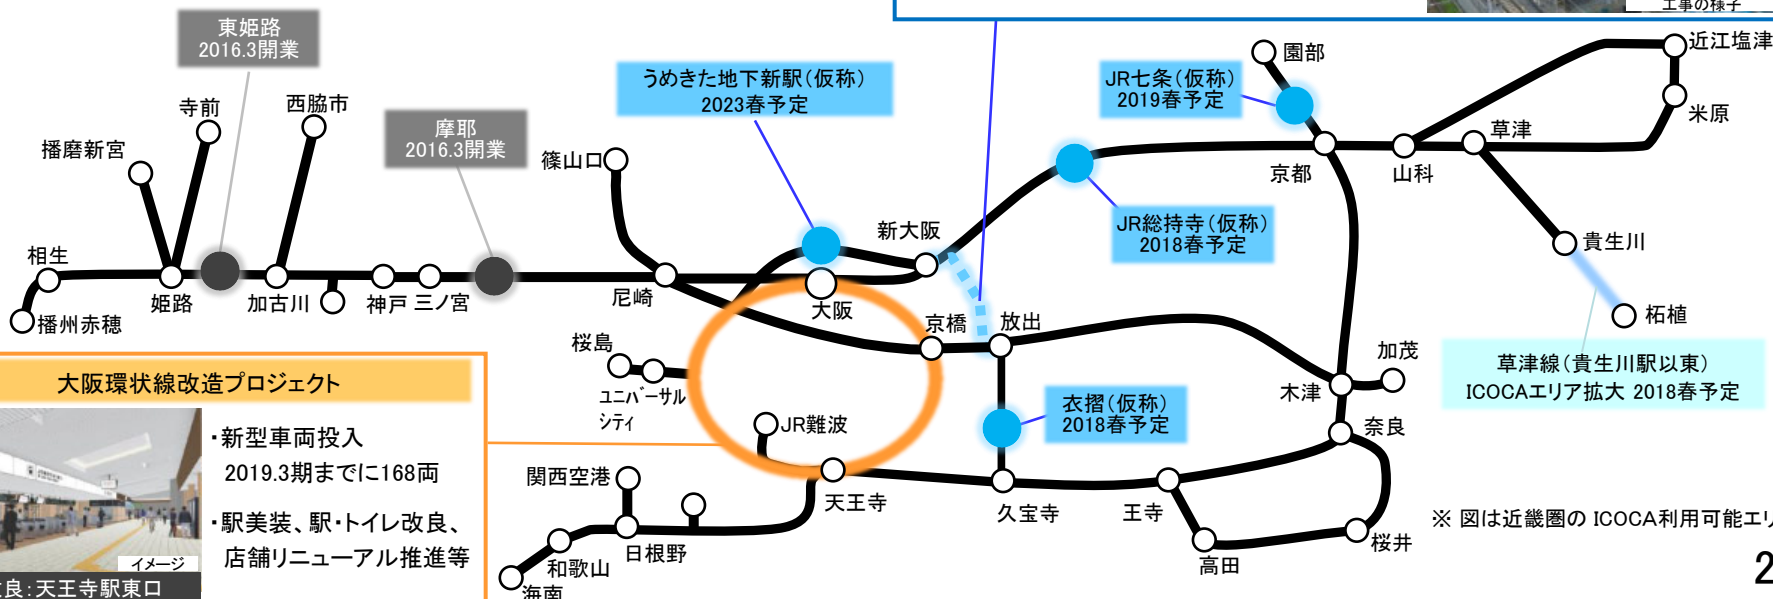 工事の様子
東姫路
2016.3開業
うめきた地下新駅(仮称)
2023春予定
JR七条(仮称)
2019春予定
園部
近江塩津
米原
寺前
西脇市
摩耶
2016.3開業
播磨新宮
篠山口
草津
京都
山科
新大阪
JR総持寺(仮称)
2018春予定
貴生川
相生
姫路
加古川
神戸
三ノ宮
尼崎
大阪
播州赤穂
京橋
放出
柘植
桜島
ユニバーサル
シティ
加茂
木津
草津線(貴生川駅以東)
ICOCAエリア拡大 2018春予定
大阪環状線改造プロジェクト
・新型車両投入
2019.3期までに168両
・駅美装、駅・トイレ改良、
店舗リニューアル推進等
イメージ
良:天王寺駅東口
JR難波
衣摺(仮称)
2018春予定
奈良
関西空港
天王寺
久宝寺
王寺
日根野
和歌山
海南
高田
桜井
※ 図は近畿圏の ICOCA利用可能エリ
2